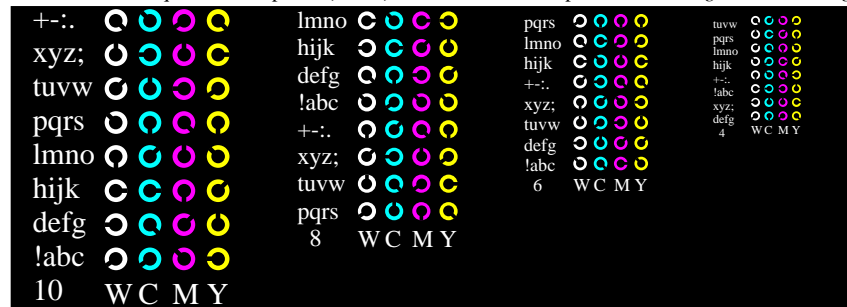 +-:.
xyz;
tuvw
pqrs
lmno
hijk
defg
!abc
10 W C M Y
lmno
hijk
defg
!abc
+-:.
xyz;
tuvw
pqrs
8 W C M Y
pqrs
lmno
hijk
+-:.
xyz;
tuvw
defg
!abc
6 W C M Y
tuvw
pqrs
lmno
hijk
+-:.
!abc
xyz;
defg
4 W C M Y